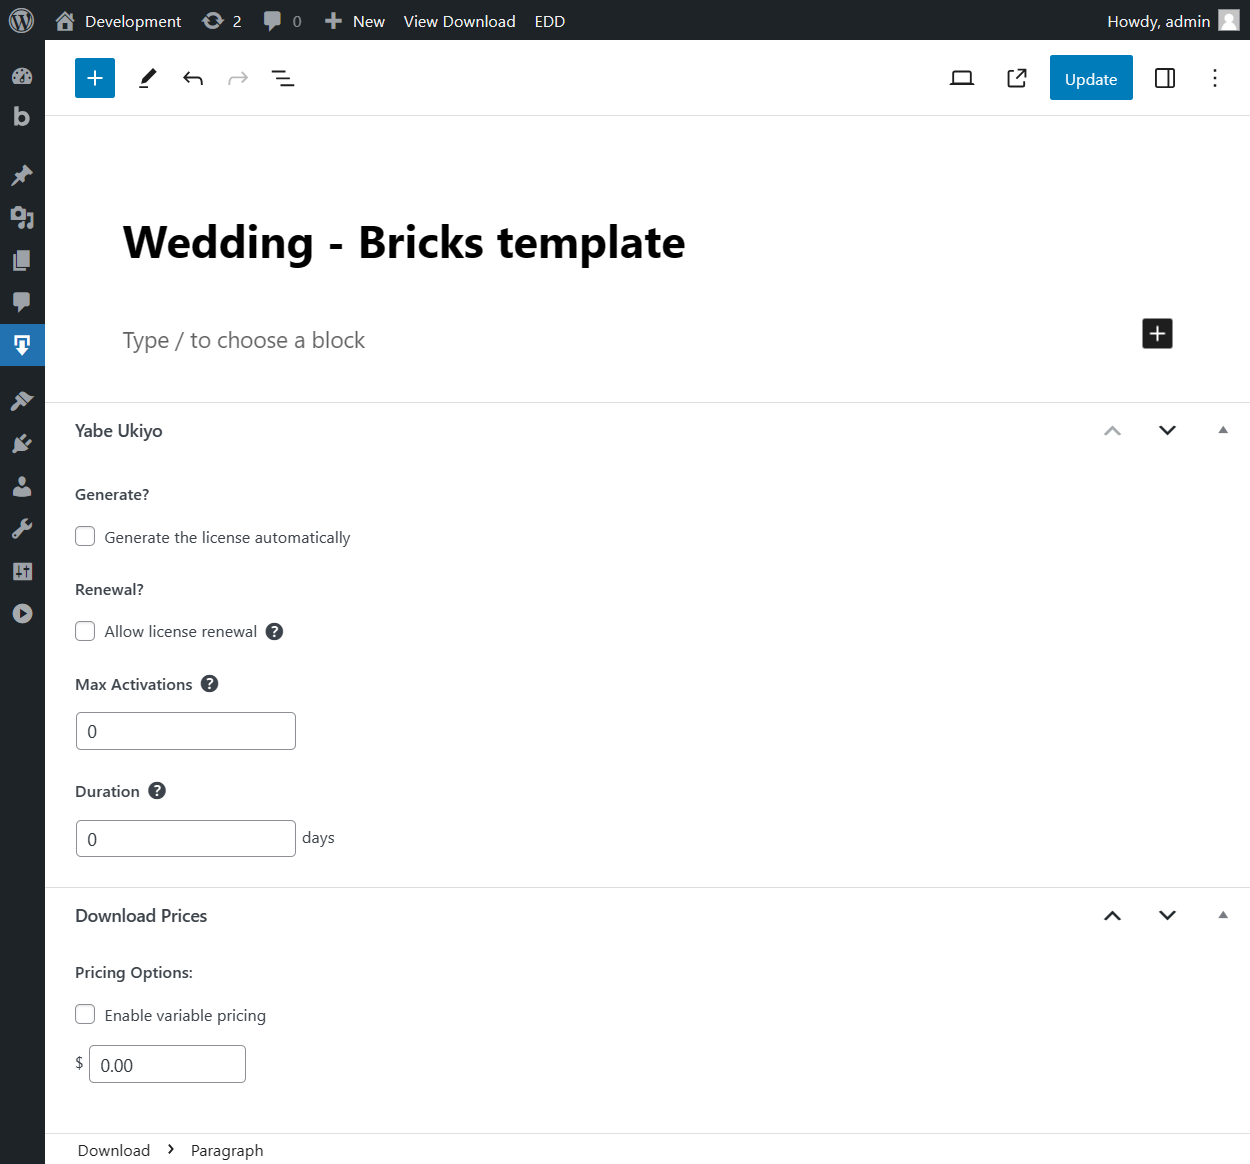 Development 2 0 New View Download EDD Howdy, admin
Update
Wedding - Bricks template
Type / to choose a block
Yabe Ukiyo
Generate?
Generate the license automatically
Renewal?
Allow license renewal ?
Max Activations ?
0
Duration ?
0 days
Download Prices
Pricing Options:
Enable variable pricing
$ 0.00
Download Paragraph